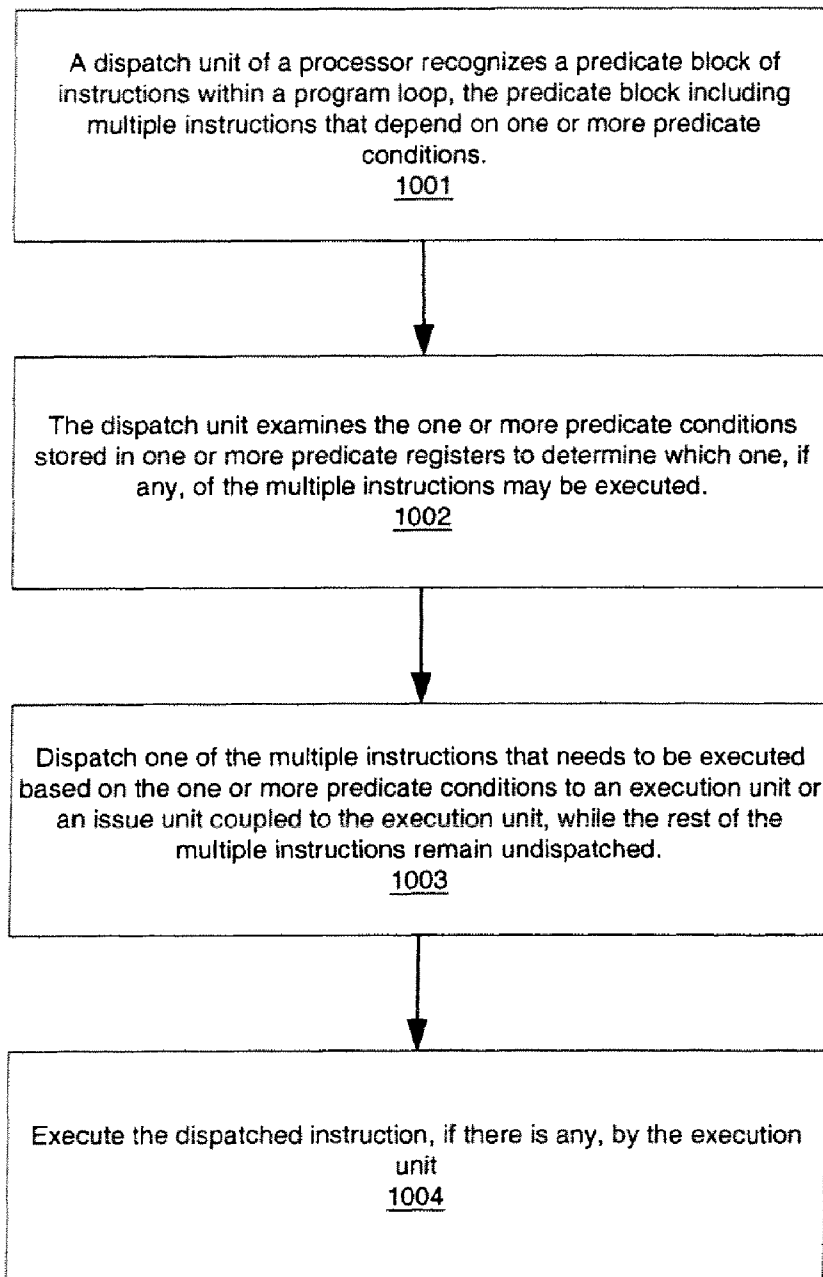 A dispatch unit of a processor recognizes a predicate block of
instructions within a program loop, the predicate block including
multiple instructions that depend on one or more predicate
conditions.
1001
The dispatch unit examines the one or more predicate conditions
stored in one or more predicate registers to determine which one, if
any, of the multiple instructions may be executed.
1002
Dispatch one of the multiple instructions that needs to be executed
based on the one or more predicate conditions to an execution unit or
an issue unit coupled to the execution unit, while the rest of the
multiple instructions remain undispatched.
1003
Execute the dispatched instruction, if there is any, by the execution
unit
1004